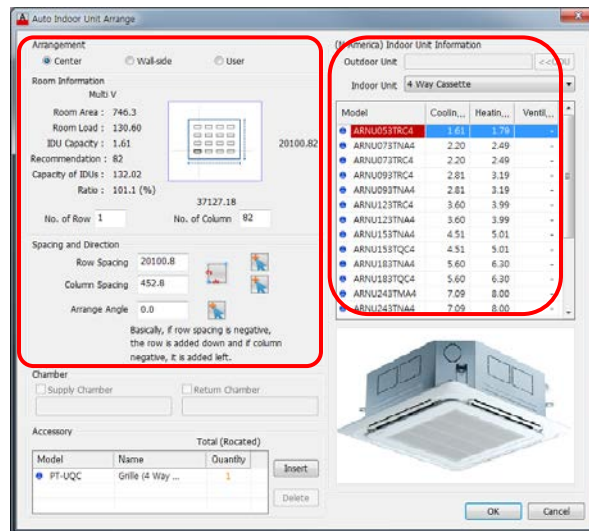 Auto Indoor Unit Arrange
Arrangement
Center Wall-side User
Room Information
Multi V
Room Area : 746.3
Room Load : 130.60
IDU Capacity : 1.61
Recommendation : 82
Capacity of IDUs : 132.02
Ratio : 101.1 (%)
20100.82
37127.18
No. of Row 1 No. of Column 82
Spacing and Direction
Row Spacing 20100.8
Column Spacing 452.8
Arrange Angle 0.0
Basically, if row spacing is negative,
the row is added down and if column
negative, it is added left.
Chamber
Supply Chamber Return Chamber
Accessory
Total (Rocated)
Model Name Quantity
PT-UQC Grille (4 Way ... 1
Insert
Delete
America) Indoor Unit Information
Outdoor Unit
Indoor Unit 4 Way Cassette
Model Coolin... Heatin... Ventil...
ARNU053TRC4 1.61 1.79 -
ARNU073TNA4 2.20 2.49 -
ARNU073TRC4 2.20 2.49 -
ARNU093TRC4 2.81 3.19 -
ARNU093TNA4 2.81 3.19 -
ARNU123TRC4 3.60 3.99 -
ARNU123TNA4 3.60 3.99 -
ARNU153TNA4 4.51 5.01 -
ARNU153TQC4 4.51 5.01 -
ARNU183TNA4 5.60 6.30 -
ARNU183TQC4 5.60 6.30 -
ARNU243TMA4 7.09 8.00 -
ARNU243TNA4 7.09 8.00 -
OK Cancel